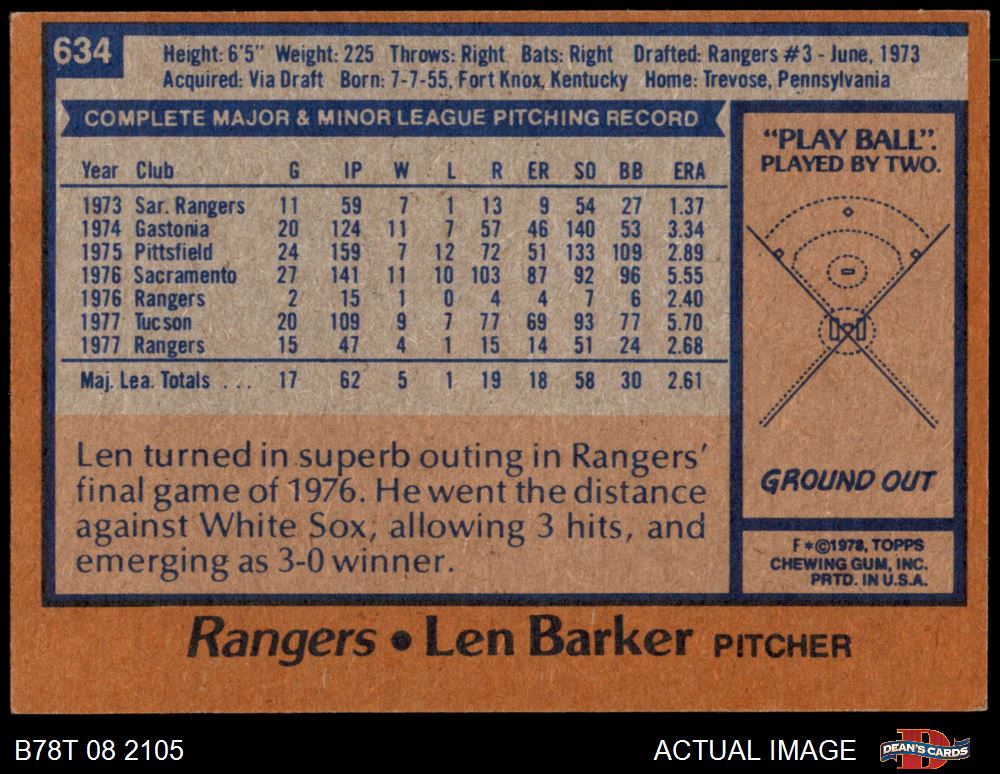 634
Height: 6'5" Weight: 225 Throws: Right Bats: Right Drafted: Rangers #3 - June, 1973
Acquired: Via Draft Born: 7-7-55, Fort Knox, Kentucky Home: Trevose, Pennsylvania
COMPLETE MAJOR & MINOR LEAGUE PITCHING RECORD
Year Club G IP W L R ER SO BB ERA
1973 Sar. Rangers 11 59 7 1 13 9 54 27 1.37
1974 Gastonia 20 124 11 7 57 46 140 53 3.34
1975 Pittsfield 24 159 7 12 72 51 133 109 2.89
1976 Sacramento 27 141 11 10 103 87 92 96 5.55
1976 Rangers 2 15 1 0 4 4 7 6 2.40
1977 Tucson 20 109 9 7 77 69 93 77 5.70
1977 Rangers 15 47 4 1 15 14 51 24 2.68
Maj. Lea. Totals ... 17 62 5 1 19 18 58 30 2.61
Len turned in superb outing in Rangers'
final game of 1976. He went the distance
against White Sox, allowing 3 hits, and
emerging as 3-0 winner.
"PLAY BALL".
PLAYED BY TWO.
GROUND OUT
F*©1978, TOPPS
CHEWING GUM, INC.
PRTD. IN U.S.A.
Rangers • Len Barker PITCHER
B78T 08 2105
ACTUAL IMAGE
DEAN'S CARDS